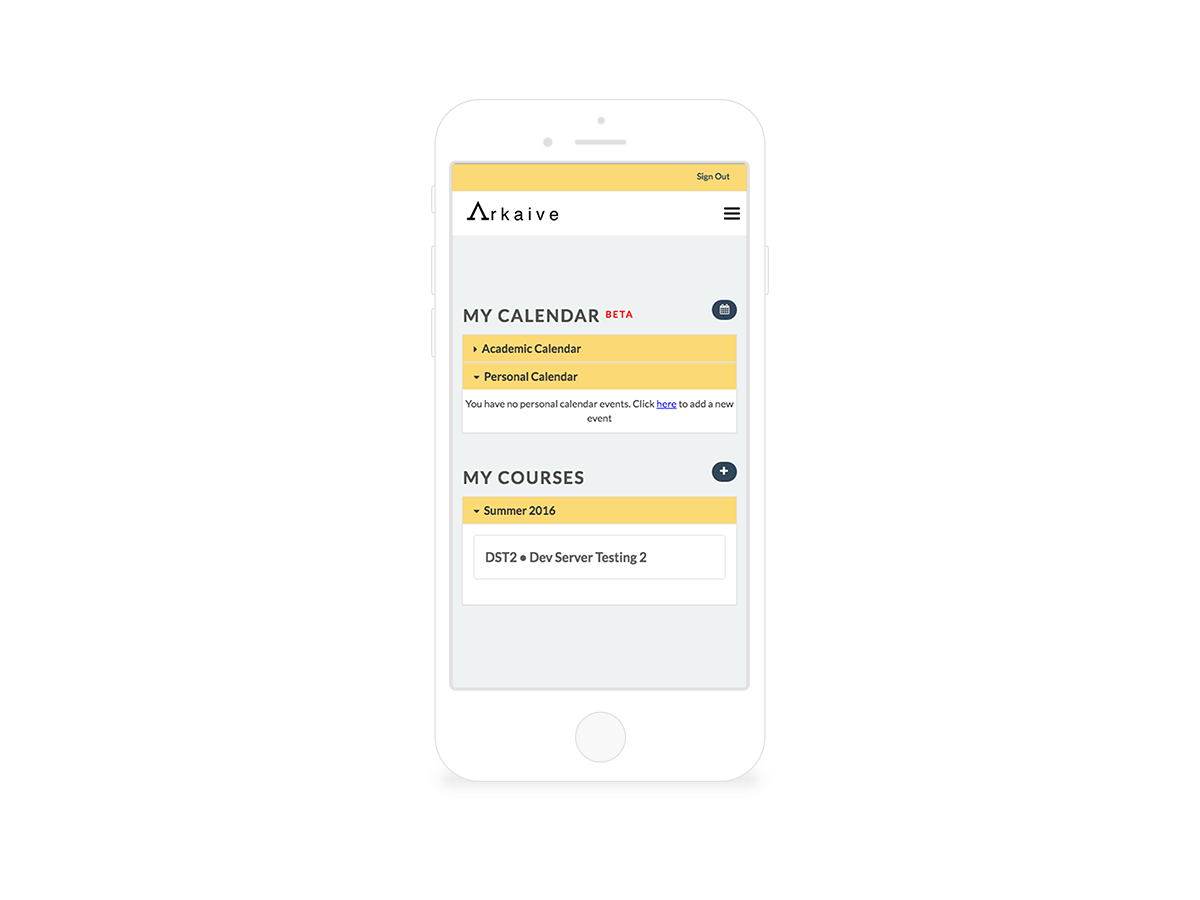 Sign Out
Arkaive
MY CALENDAR BETA
Academic Calendar
Personal Calendar
You have no personal calendar events. Click here to add a new
event
MY COURSES
Summer 2016
DST2 • Dev Server Testing 2